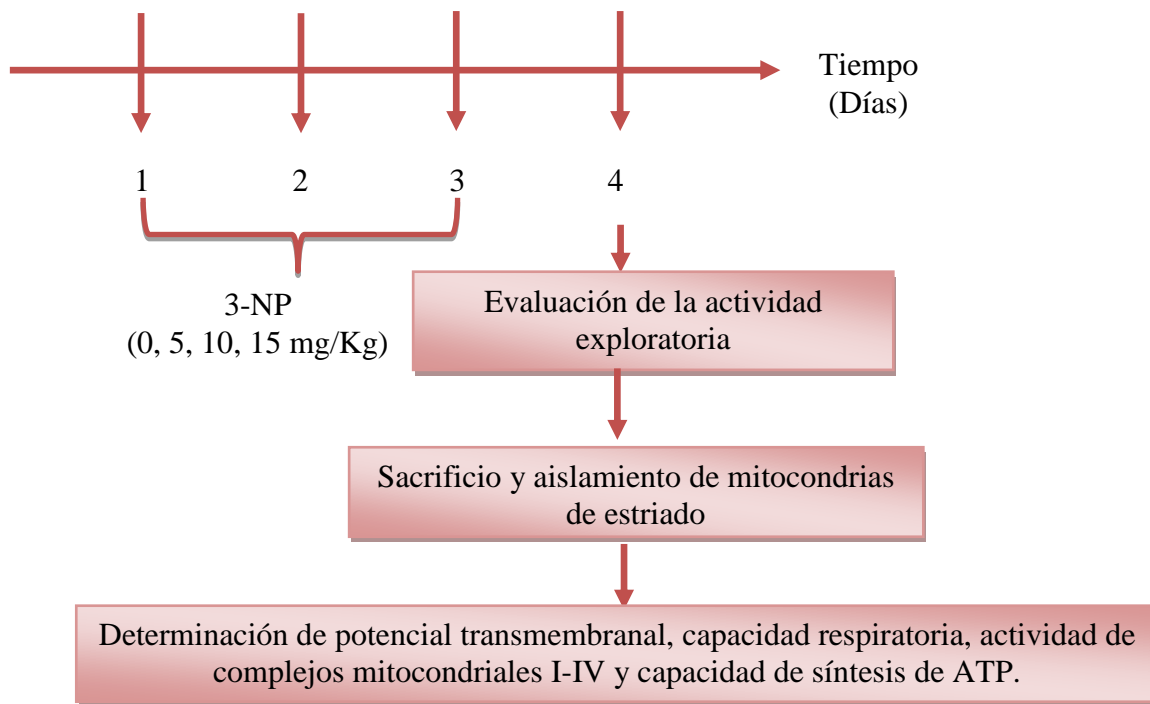 Tiempo
(Días)
1 2 3 4
3-NP
(0, 5, 10, 15 mg/Kg)
Evaluación de la actividad
exploratoria
Sacrificio y aislamiento de mitocondrias
de estriado
Determinación de potencial transmembranal, capacidad respiratoria, actividad de
complejos mitocondriales I-IV y capacidad de síntesis de ATP.